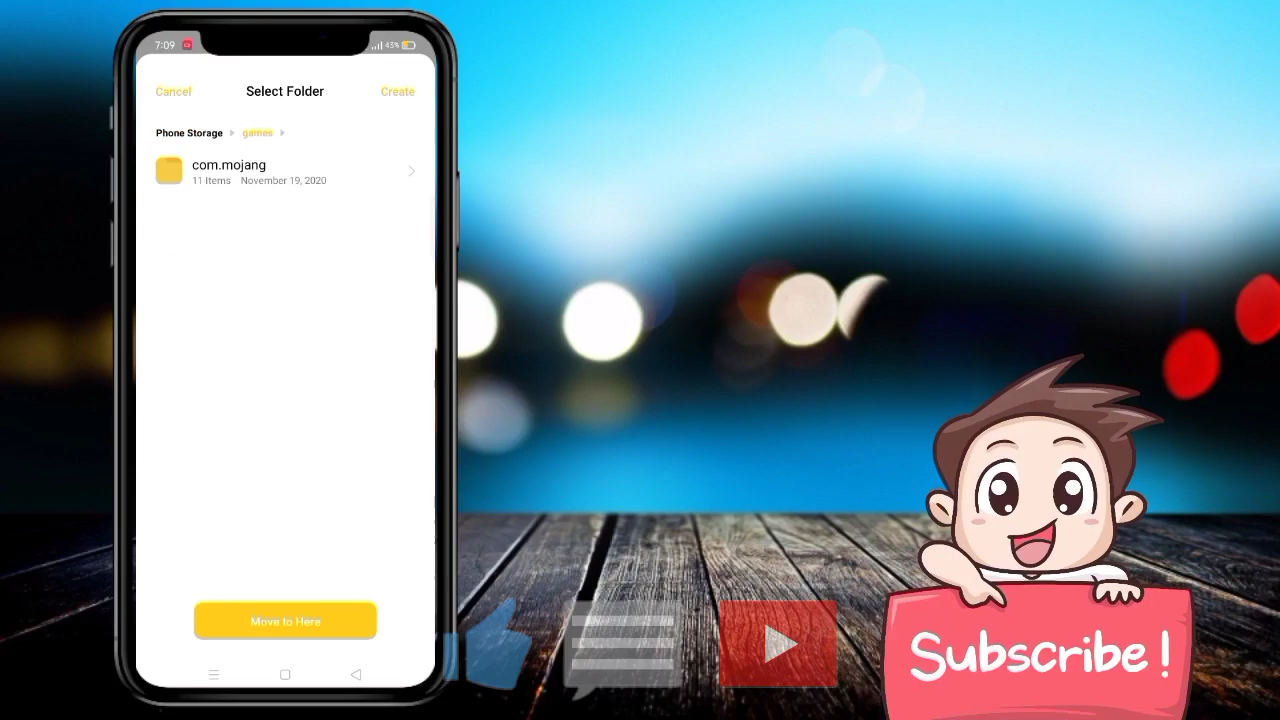 7:09
43%
Cancel Select Folder Create
Phone Storage games
com.mojang
11 Items November 19, 2020
Move to Here
Subscribe!